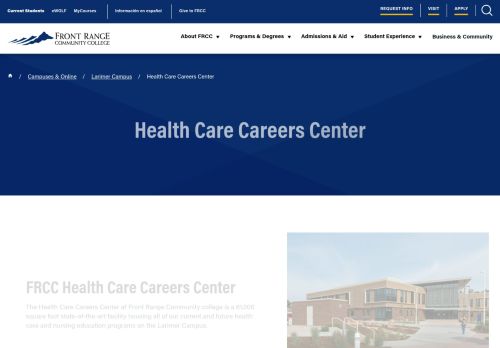 Current Students eWOLF MyCourses Información en español Give to FRCC REQUEST INFO VISIT APPLY
FRONT RANGE
COMMUNITY COLLEGE
About FRCC Programs & Degrees Admissions & Aid Student Experience Business & Community
/ Campuses & Online / Larimer Campus / Health Care Careers Center
Health Care Careers Center
FRCC Health Care Careers Center
The Health Care Careers Center at Front Range Community college is a 61,000
square foot state-of-the-art facility housing all of our current and future health
care and nursing education programs on the Larimer Campus.